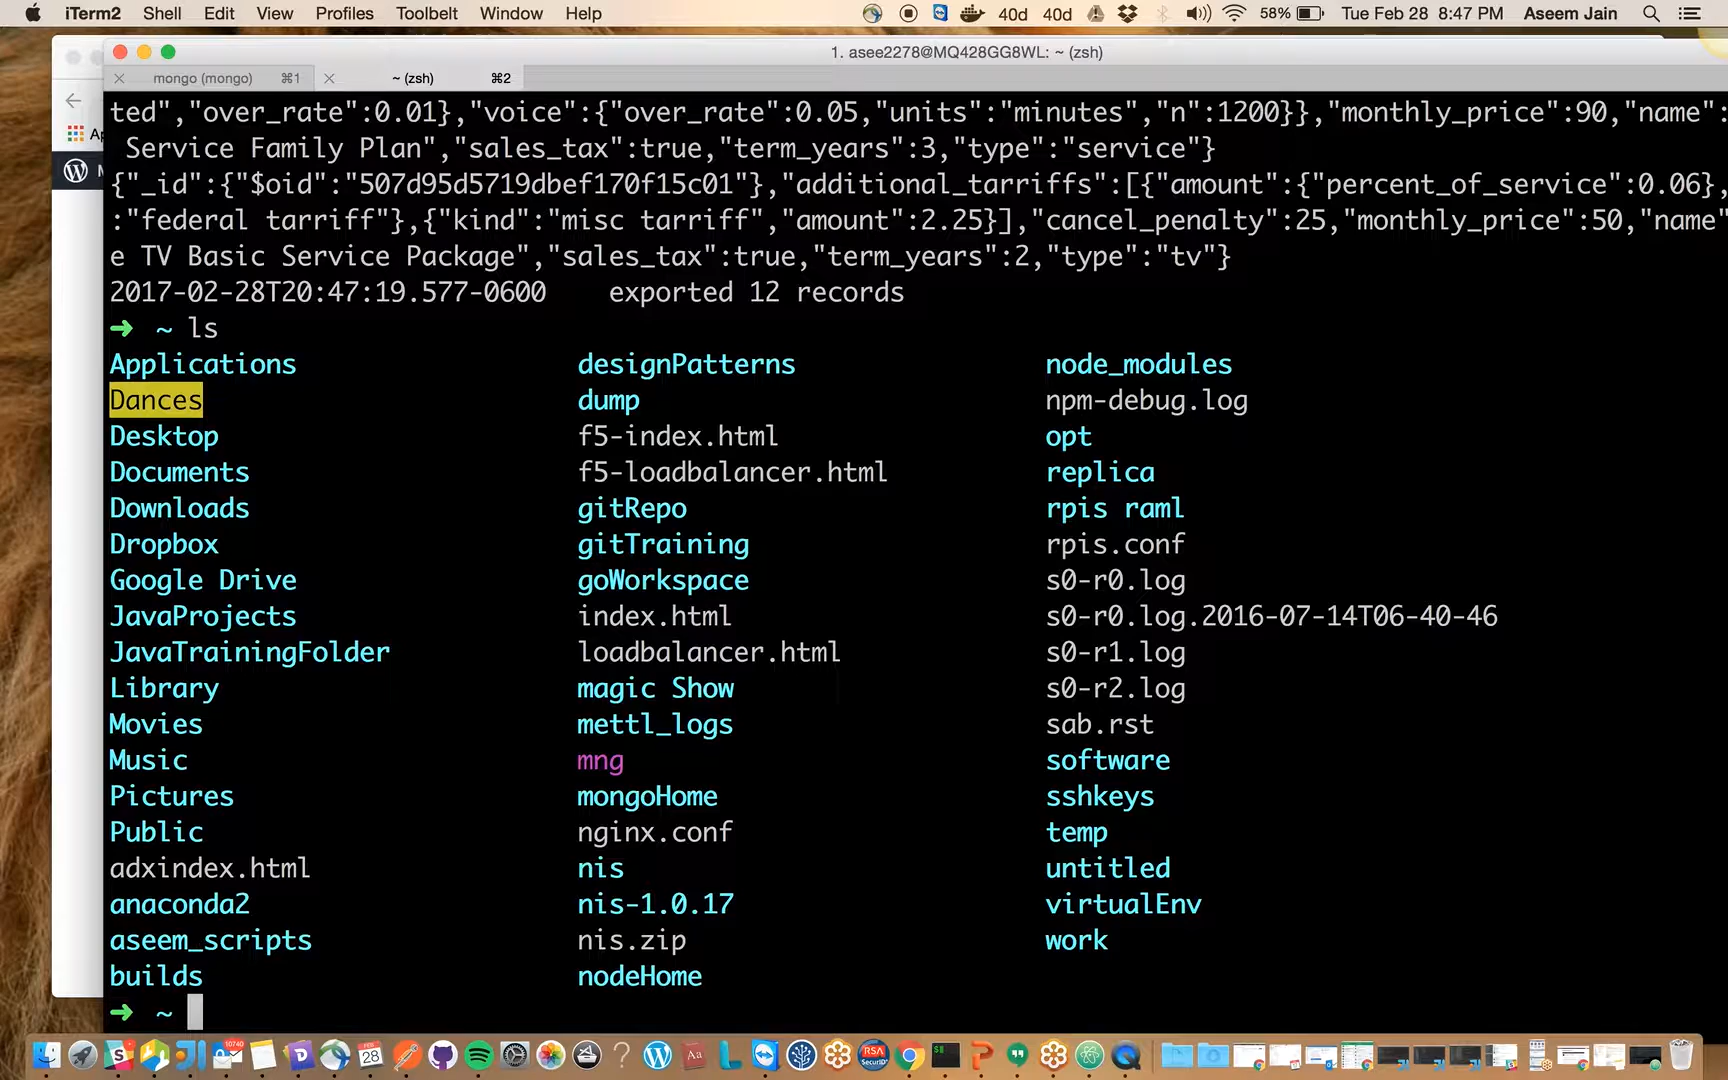 iTerm2 Shell Edit View Profiles Toolbelt Window Help 40d 40d 58% Tue Feb 28 8:47 PM Aseem Jain
1. asee2278@MQ428GG8WL: ~ (zsh)
mongo (mongo) ⌘1 ~ (zsh) ⌘2
ted","over_rate":0.01},"voice":{"over_rate":0.05,"units":"minutes","n":1200}},"monthly_price":90,"name":
Service Family Plan","sales_tax":true,"term_years":3,"type":"service"}
{"_id":{"$oid":"507d95d5719dbef170f15c01"},"additional_tarriffs":[{"amount":{"percent_of_service":0.06},
:"federal tarriff"},{"kind":"misc tarriff","amount":2.25}],"cancel_penalty":25,"monthly_price":50,"name"
e TV Basic Service Package","sales_tax":true,"term_years":2,"type":"tv"}
2017-02-28T20:47:19.577-0600 exported 12 records
➜ ~ ls
Applications designPatterns node_modules
Dances dump npm-debug.log
Desktop f5-index.html opt
Documents f5-loadbalancer.html replica
Downloads gitRepo rpis raml
Dropbox gitTraining rpis.conf
Google Drive goWorkspace s0-r0.log
JavaProjects index.html s0-r0.log.2016-07-14T06-40-46
JavaTrainingFolder loadbalancer.html s0-r1.log
Library magic Show s0-r2.log
Movies mettl_logs sab.rst
Music mng software
Pictures mongoHome sshkeys
Public nginx.conf temp
adxindex.html nis untitled
anaconda2 nis-1.0.17 virtualEnv
aseem_scripts nis.zip work
builds nodeHome
➜ ~